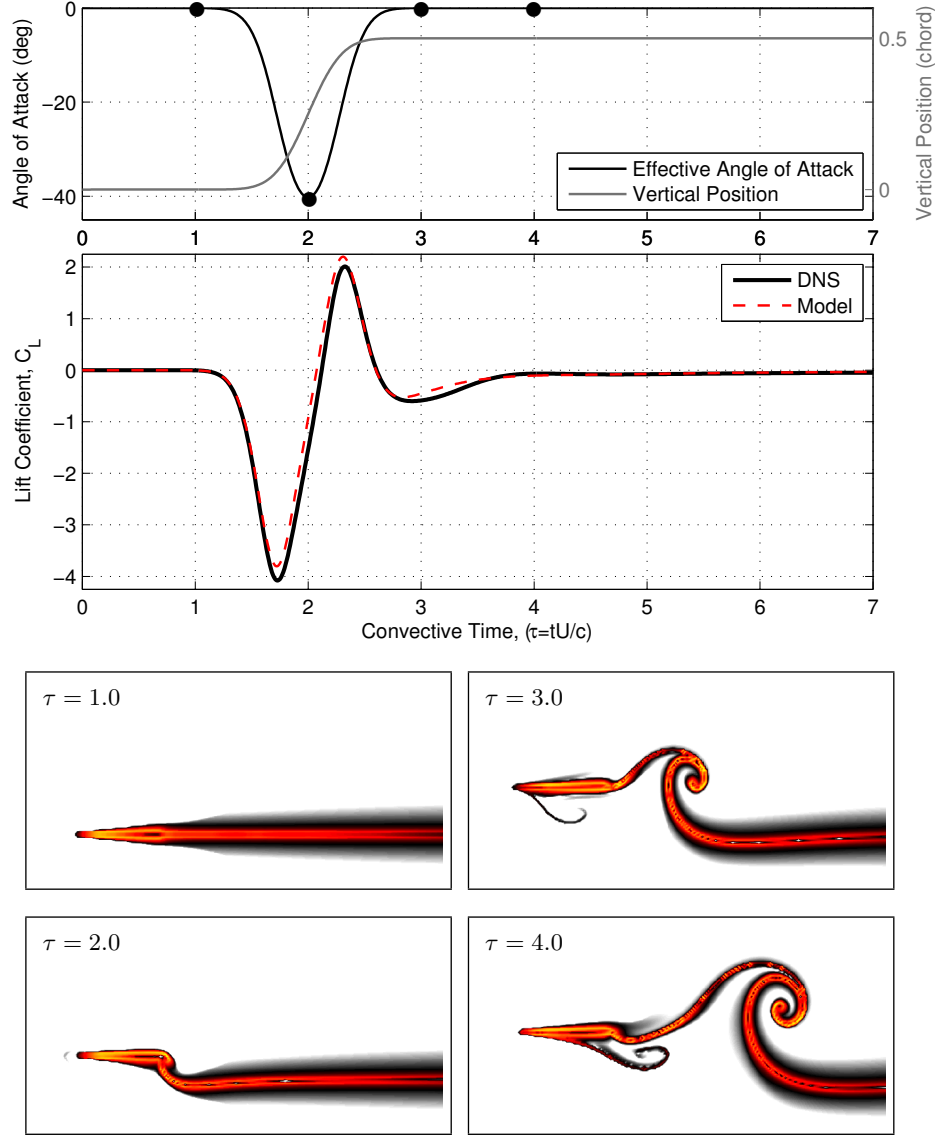 Angle of Attack (deg)
0
−20
−40
0.5
0
Vertical Position (chord)
Effective Angle of Attack
Vertical Position
0 1 2 3 4 5 6 7
Lift Coefficient, C_L
2
1
0
−1
−2
−3
−4
DNS
Model
0 1 2 3 4 5 6 7
Convective Time, (τ=tU/c)
τ = 1.0
τ = 3.0
τ = 2.0
τ = 4.0